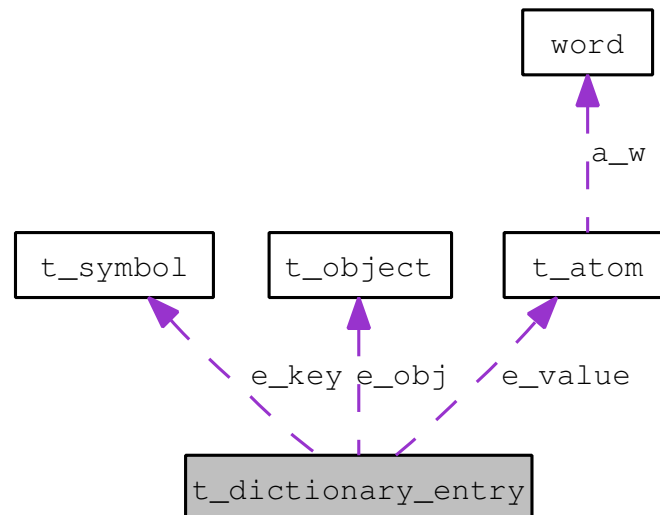 word
a_w
t_symbol
t_object
t_atom
e_key
e_obj
e_value
t_dictionary_entry